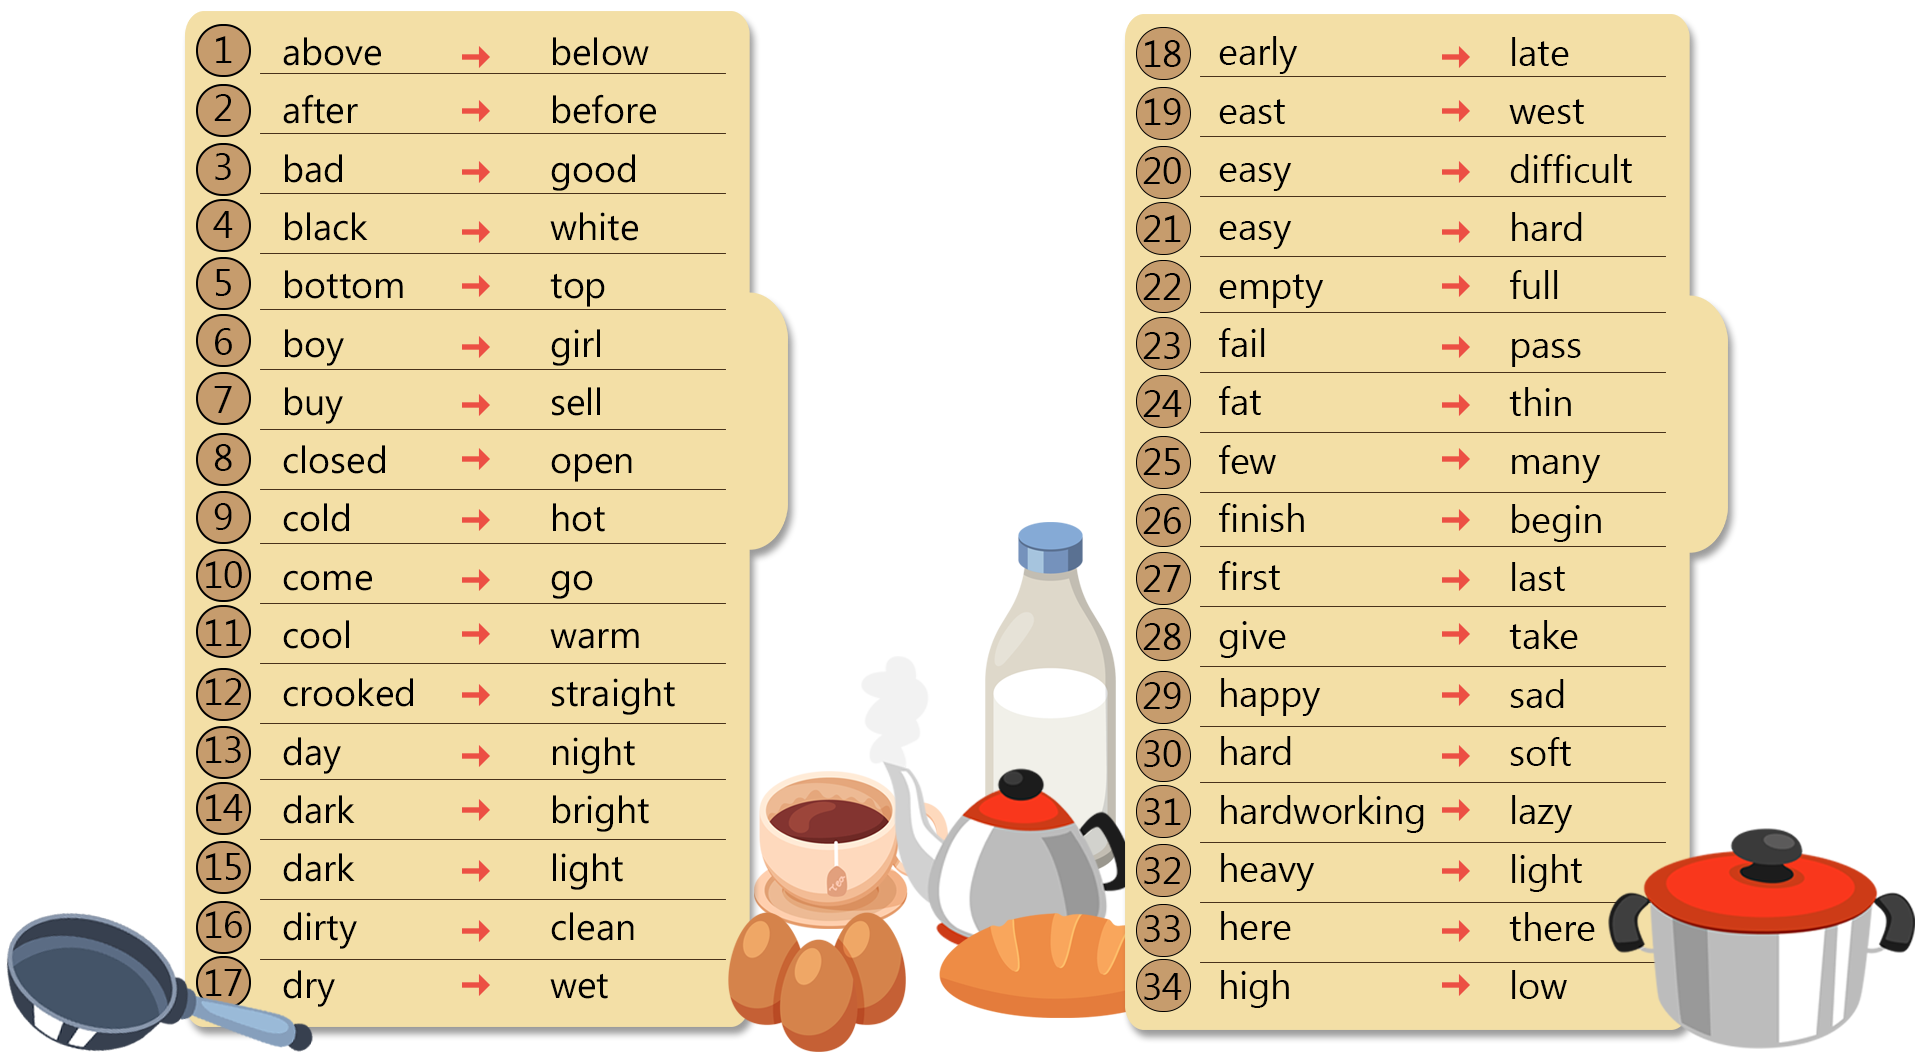 1 above → below
2 after → before
3 bad → good
4 black → white
5 bottom → top
6 boy → girl
7 buy → sell
8 closed → open
9 cold → hot
10 come → go
11 cool → warm
12 crooked → straight
13 day → night
14 dark → bright
15 dark → light
16 dirty → clean
17 dry → wet
tea
18 early → late
19 east → west
20 easy → difficult
21 easy → hard
22 empty → full
23 fail → pass
24 fat → thin
25 few → many
26 finish → begin
27 first → last
28 give → take
29 happy → sad
30 hard → soft
31 hardworking → lazy
32 heavy → light
33 here → there
34 high → low